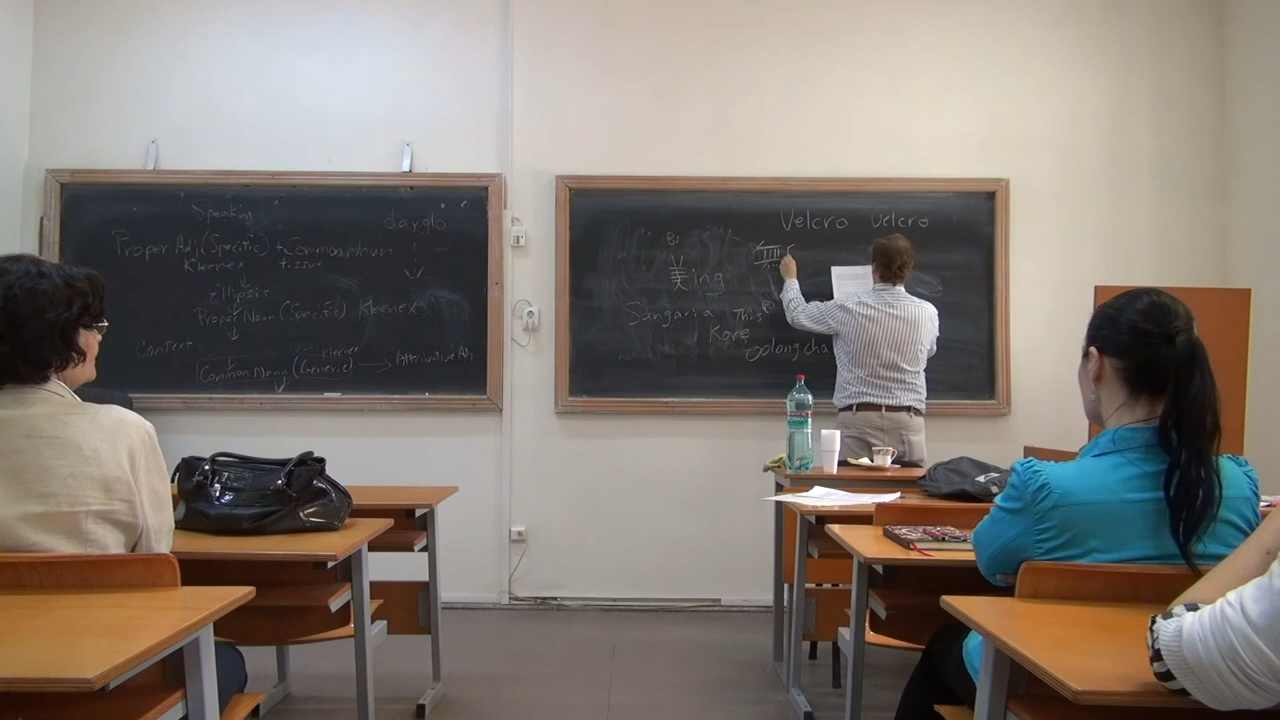 Speaking
dayglo
Proper Adj. (Specific) + Common Noun
Kleenex tissue
Ellipsis
Proper Noun (Specific) Kleenex
Context
Kleenex
Common Noun (Generic) → Attributive Adj
Velcro velcro
Bi
美ing
Sangaria This
Kore
oolong cha